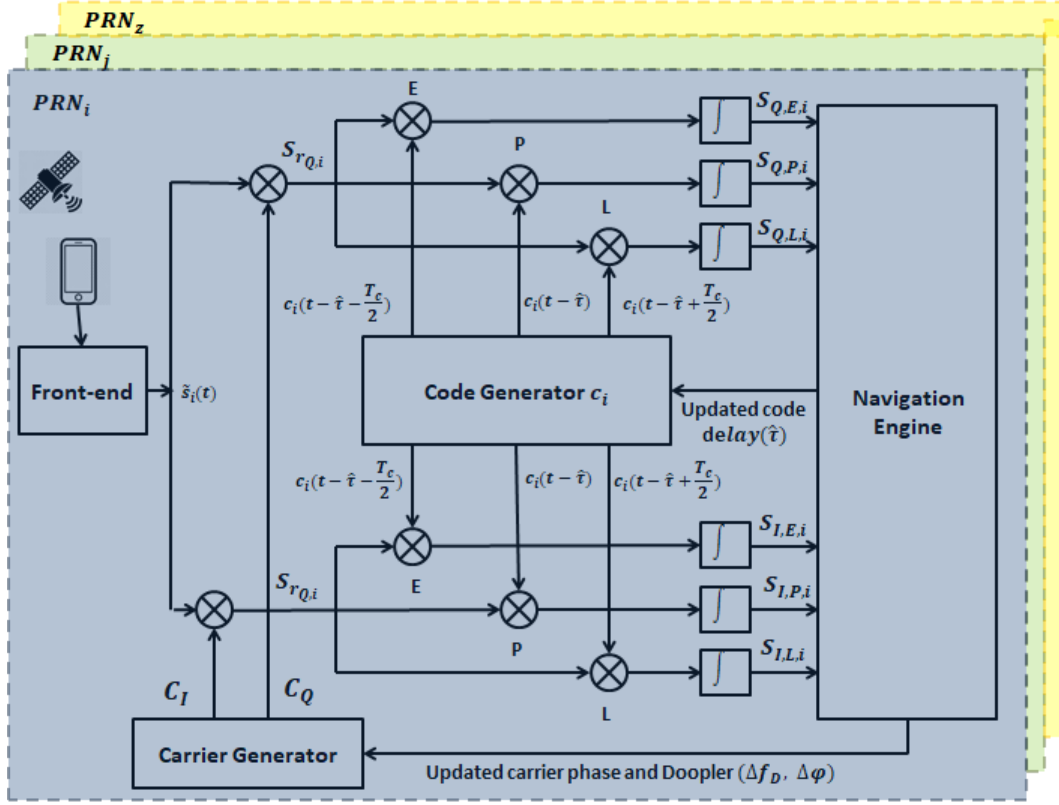 PRN_z
PRN_j
PRN_i
E
∫
S_{Q,E,i}
S_{r_{Q,i}}
P
∫
S_{Q,P,i}
L
∫
S_{Q,L,i}
c_i(t − τ̂ − T_c/2)
c_i(t − τ̂)
c_i(t − τ̂ + T_c/2)
Front-end
s̃_i(t)
Code Generator c_i
Updated code
delay(τ̂)
Navigation
Engine
c_i(t − τ̂ − T_c/2)
c_i(t − τ̂)
c_i(t − τ̂ + T_c/2)
∫
S_{I,E,i}
E
S_{r_{Q,i}}
∫
S_{I,P,i}
P
∫
S_{I,L,i}
L
C_I
C_Q
Carrier Generator
Updated carrier phase and Doopler (Δf_D, Δφ)